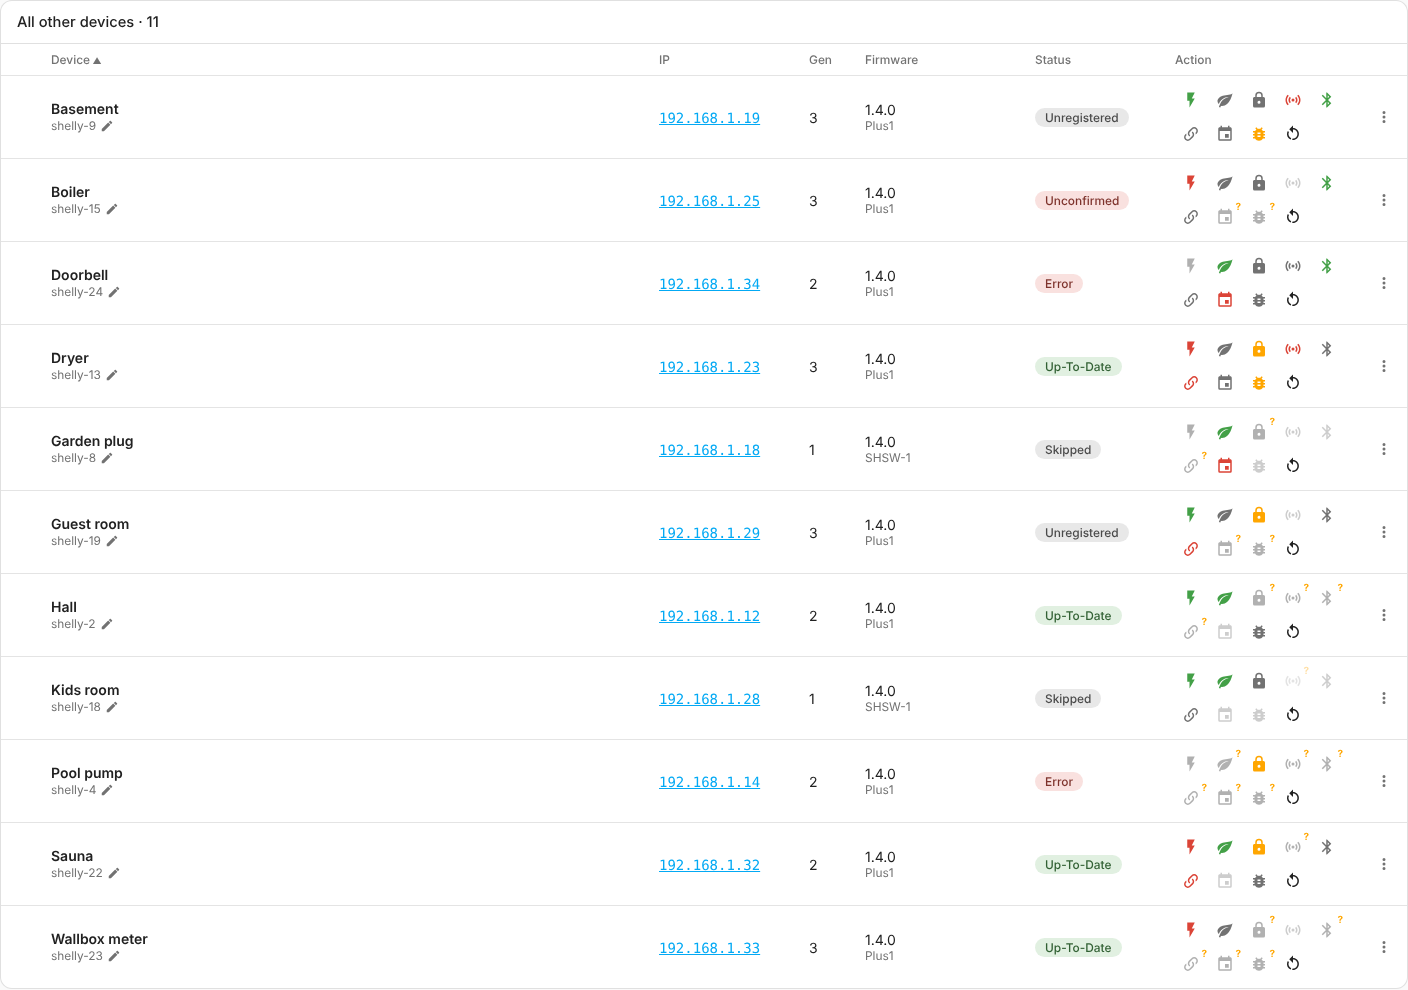 All other devices · 11
Device ▲ IP Gen Firmware Status Action
Basement
shelly-9
192.168.1.19 3 1.4.0 Plus1 Unregistered
Boiler
shelly-15
192.168.1.25 3 1.4.0 Plus1 Unconfirmed
? ?
Doorbell
shelly-24
192.168.1.34 2 1.4.0 Plus1 Error
Dryer
shelly-13
192.168.1.23 3 1.4.0 Plus1 Up-To-Date
Garden plug
shelly-8
192.168.1.18 1 1.4.0 SHSW-1 Skipped
?
?
Guest room
shelly-19
192.168.1.29 3 1.4.0 Plus1 Unregistered
? ?
Hall
shelly-2
192.168.1.12 2 1.4.0 Plus1 Up-To-Date
? ? ?
?
Kids room
shelly-18
192.168.1.28 1 1.4.0 SHSW-1 Skipped
?
Pool pump
shelly-4
192.168.1.14 2 1.4.0 Plus1 Error
? ? ?
? ? ?
Sauna
shelly-22
192.168.1.32 2 1.4.0 Plus1 Up-To-Date
?
Wallbox meter
shelly-23
192.168.1.33 3 1.4.0 Plus1 Up-To-Date
? ?
? ? ?